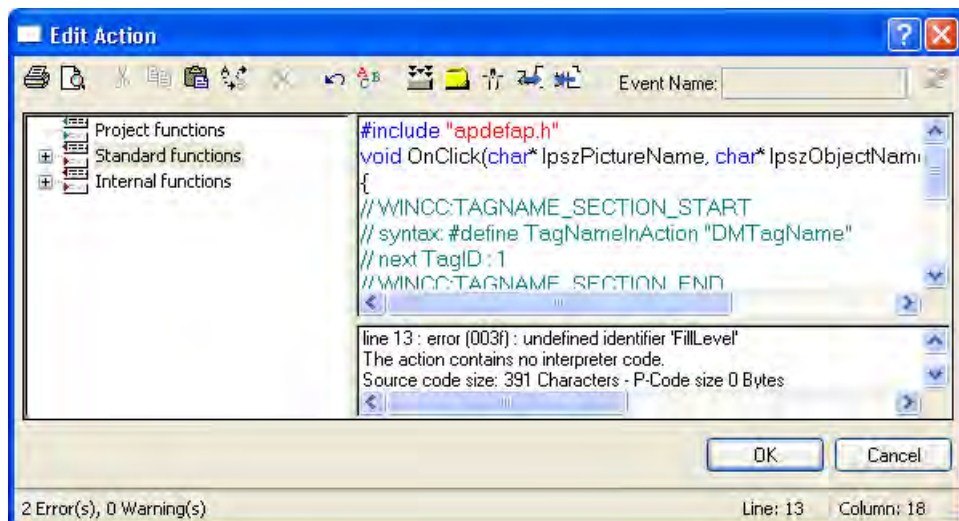 Edit Action
Event Name:
Project functions
Standard functions
Internal functions
#include "apdefap.h"
void OnClick(char* lpszPictureName, char* lpszObjectName
{
// WINCC:TAGNAME_SECTION_START
// syntax: #define TagNameInAction "DMTagName"
// next TagID : 1
// WINCC:TAGNAME_SECTION_END
line 13 : error (003f) : undefined identifier 'FillLevel'
The action contains no interpreter code.
Source code size: 391 Characters - P-Code size 0 Bytes
OK
Cancel
2 Error(s), 0 Warning(s)
Line: 13
Column: 18